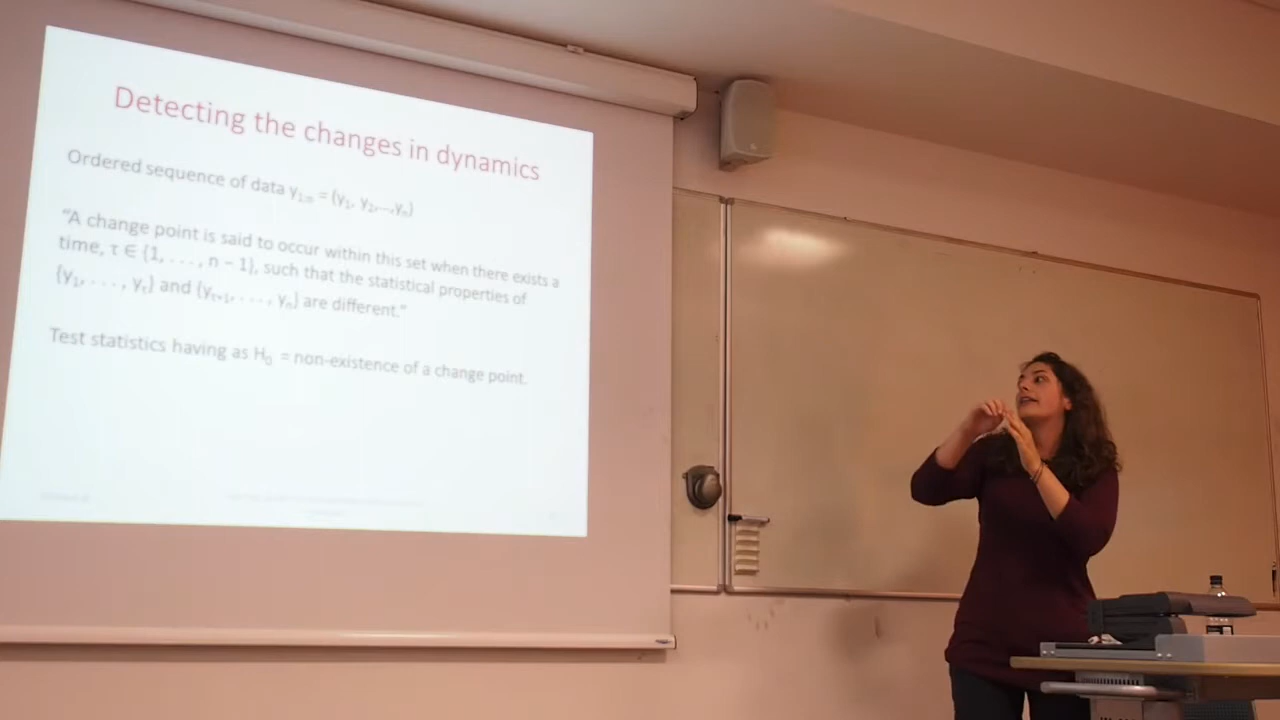 Detecting the changes in dynamics
Ordered sequence of data y₁:ₙ = (y₁, y₂,...,yₙ)
“A change point is said to occur within this set when there exists a
time, τ ∈ {1, . . . , n – 1}, such that the statistical properties of
{y₁, . . . , yτ} and {yτ₊₁, . . . , yₙ} are different.”
Test statistics having as H₀ = non-existence of a change point.